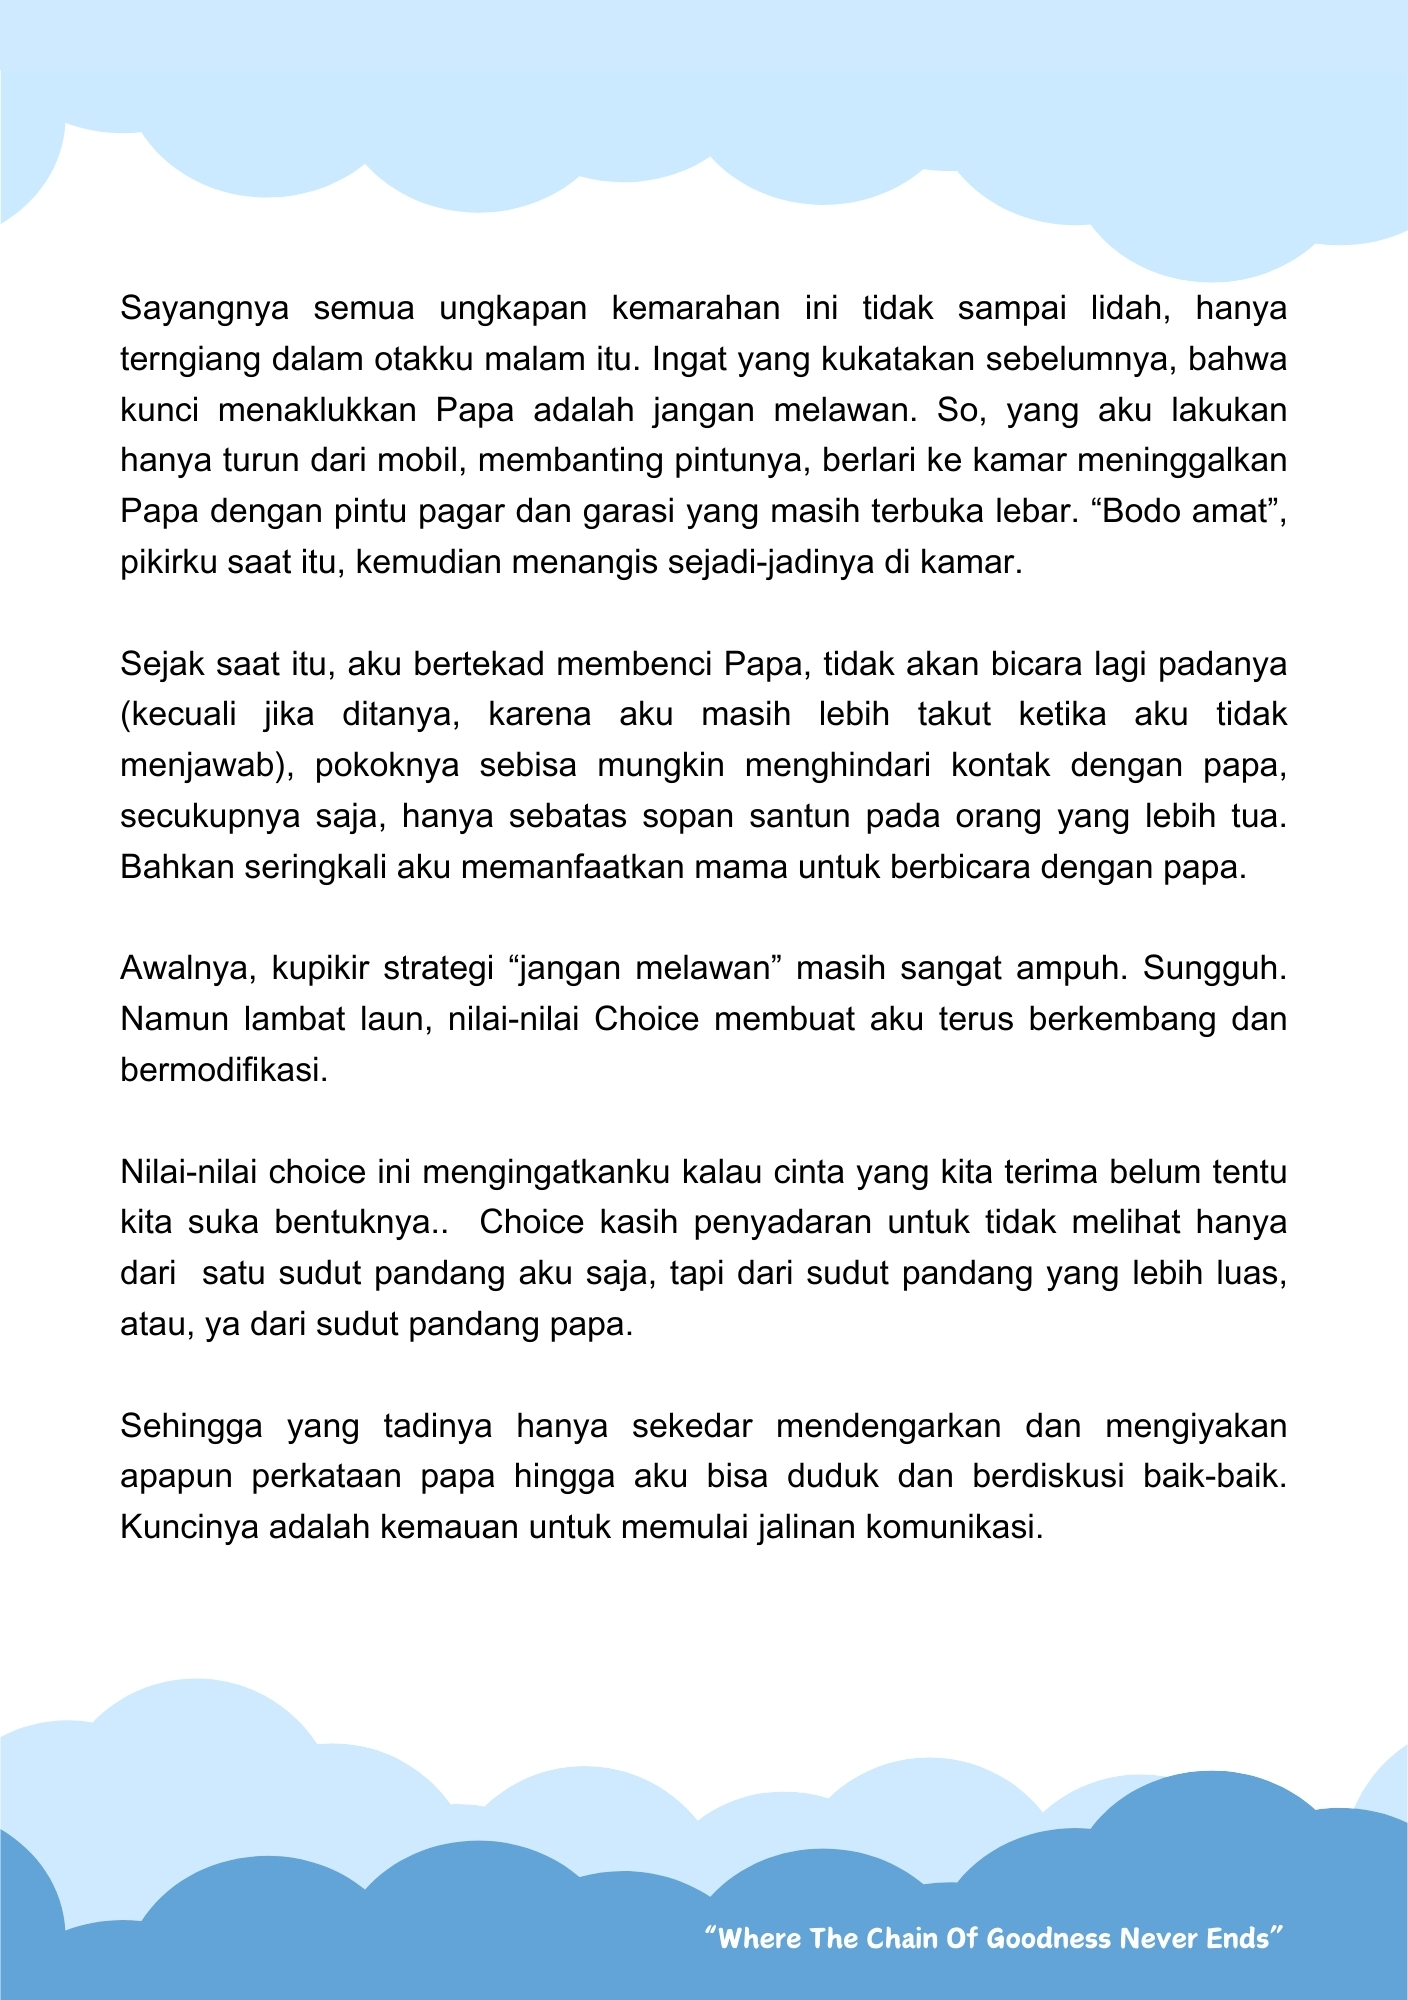 Sayangnya semua ungkapan kemarahan ini tidak sampai lidah, hanya
terngiang dalam otakku malam itu. Ingat yang kukatakan sebelumnya, bahwa
kunci menaklukkan Papa adalah jangan melawan. So, yang aku lakukan
hanya turun dari mobil, membanting pintunya, berlari ke kamar meninggalkan
Papa dengan pintu pagar dan garasi yang masih terbuka lebar. “Bodo amat”,
pikirku saat itu, kemudian menangis sejadi-jadinya di kamar.
Sejak saat itu, aku bertekad membenci Papa, tidak akan bicara lagi padanya
(kecuali jika ditanya, karena aku masih lebih takut ketika aku tidak
menjawab), pokoknya sebisa mungkin menghindari kontak dengan papa,
secukupnya saja, hanya sebatas sopan santun pada orang yang lebih tua.
Bahkan seringkali aku memanfaatkan mama untuk berbicara dengan papa.
Awalnya, kupikir strategi “jangan melawan” masih sangat ampuh. Sungguh.
Namun lambat laun, nilai-nilai Choice membuat aku terus berkembang dan
bermodifikasi.
Nilai-nilai choice ini mengingatkanku kalau cinta yang kita terima belum tentu
kita suka bentuknya..  Choice kasih penyadaran untuk tidak melihat hanya
dari  satu sudut pandang aku saja, tapi dari sudut pandang yang lebih luas,
atau, ya dari sudut pandang papa.
Sehingga yang tadinya hanya sekedar mendengarkan dan mengiyakan
apapun perkataan papa hingga aku bisa duduk dan berdiskusi baik-baik.
Kuncinya adalah kemauan untuk memulai jalinan komunikasi.
“Where The Chain Of Goodness Never Ends”